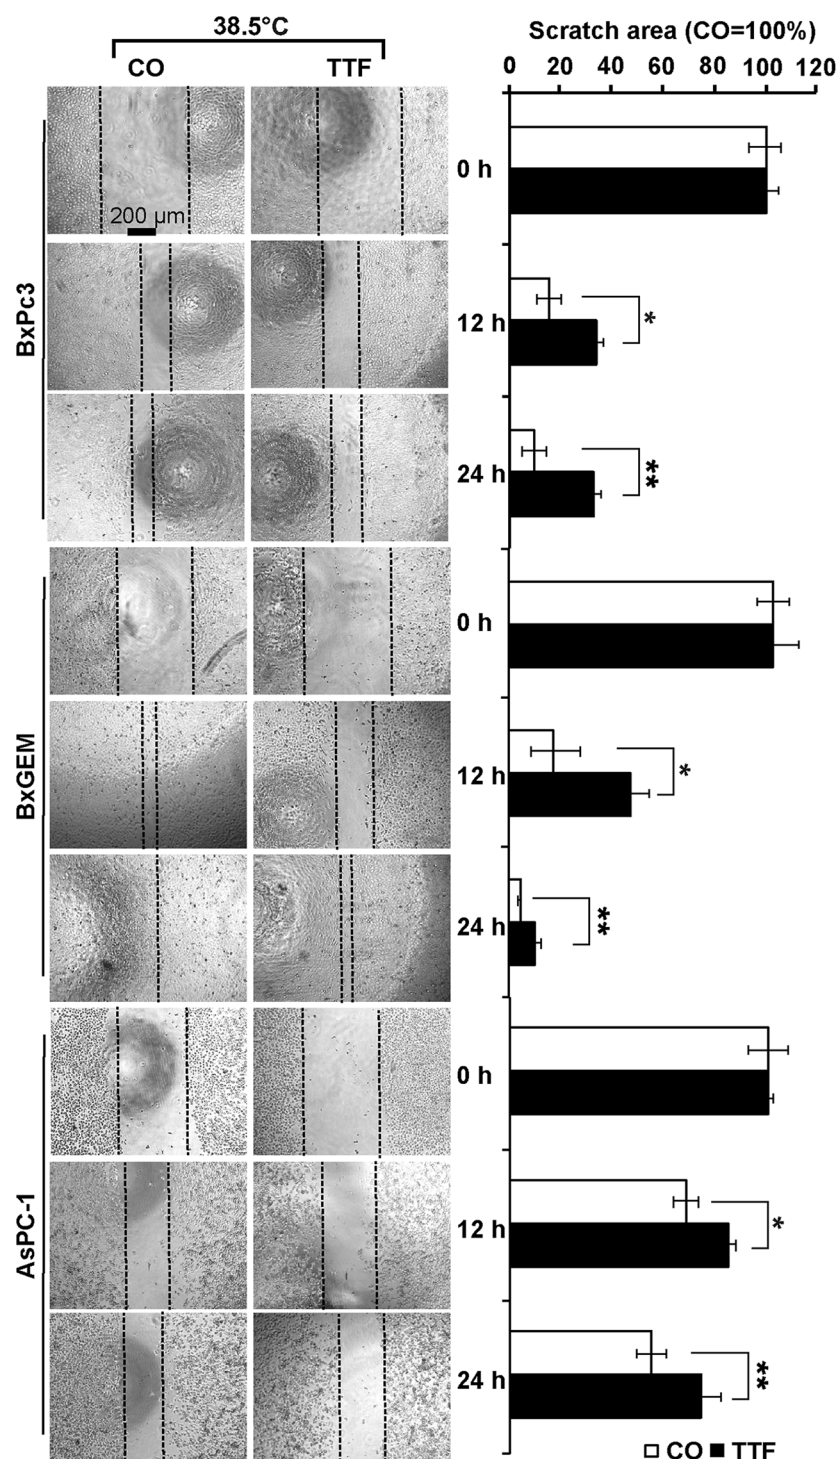 38.5°C
CO TTF
Scratch area (CO=100%)
0 20 40 60 80 100 120
BxPc3
200 µm
0 h
12 h
*
24 h
**
BxGEM
0 h
12 h
*
24 h
**
AsPC-1
0 h
12 h
*
24 h
**
CO TTF